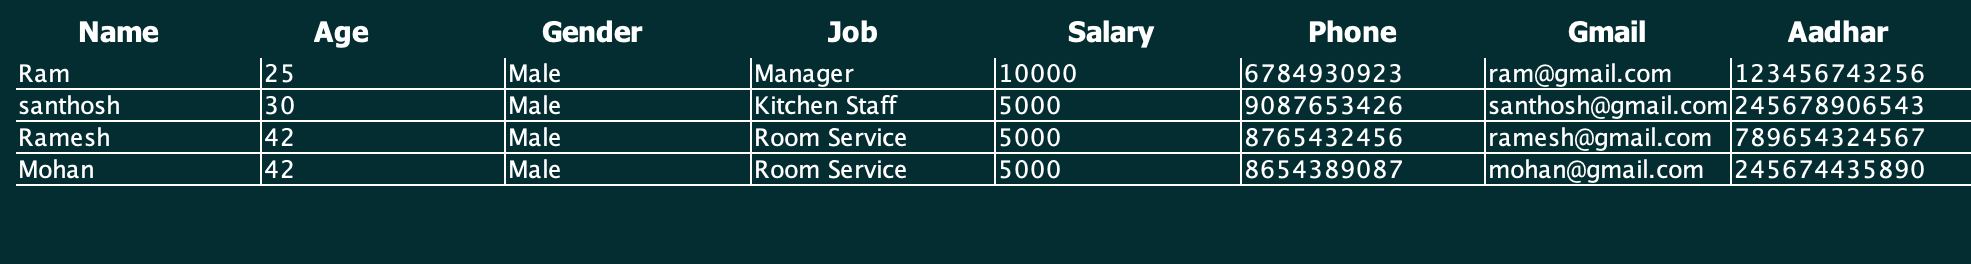 Name Age Gender Job Salary Phone Gmail Aadhar
Ram 25 Male Manager 10000 6784930923 ram@gmail.com 123456743256
santhosh 30 Male Kitchen Staff 5000 9087653426 santhosh@gmail.com 245678906543
Ramesh 42 Male Room Service 5000 8765432456 ramesh@gmail.com 789654324567
Mohan 42 Male Room Service 5000 8654389087 mohan@gmail.com 245674435890